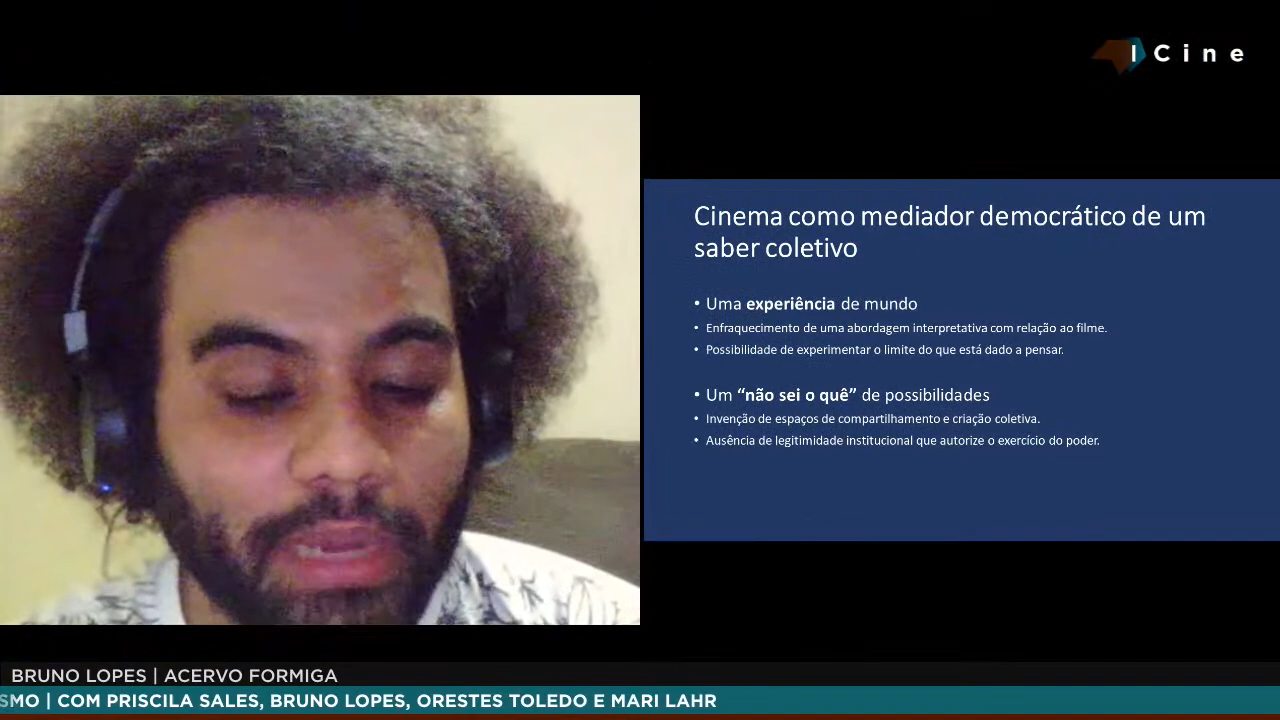 I Cine
Cinema como mediador democrático de um
saber coletivo
• Uma experiência de mundo
• Enfraquecimento de uma abordagem interpretativa com relação ao filme.
• Possibilidade de experimentar o limite do que está dado a pensar.
• Um “não sei o quê” de possibilidades
• Invenção de espaços de compartilhamento e criação coletiva.
• Ausência de legitimidade institucional que autorize o exercício do poder.
BRUNO LOPES | ACERVO FORMIGA
SMO | COM PRISCILA SALES, BRUNO LOPES, ORESTES TOLEDO E MARI LAHR